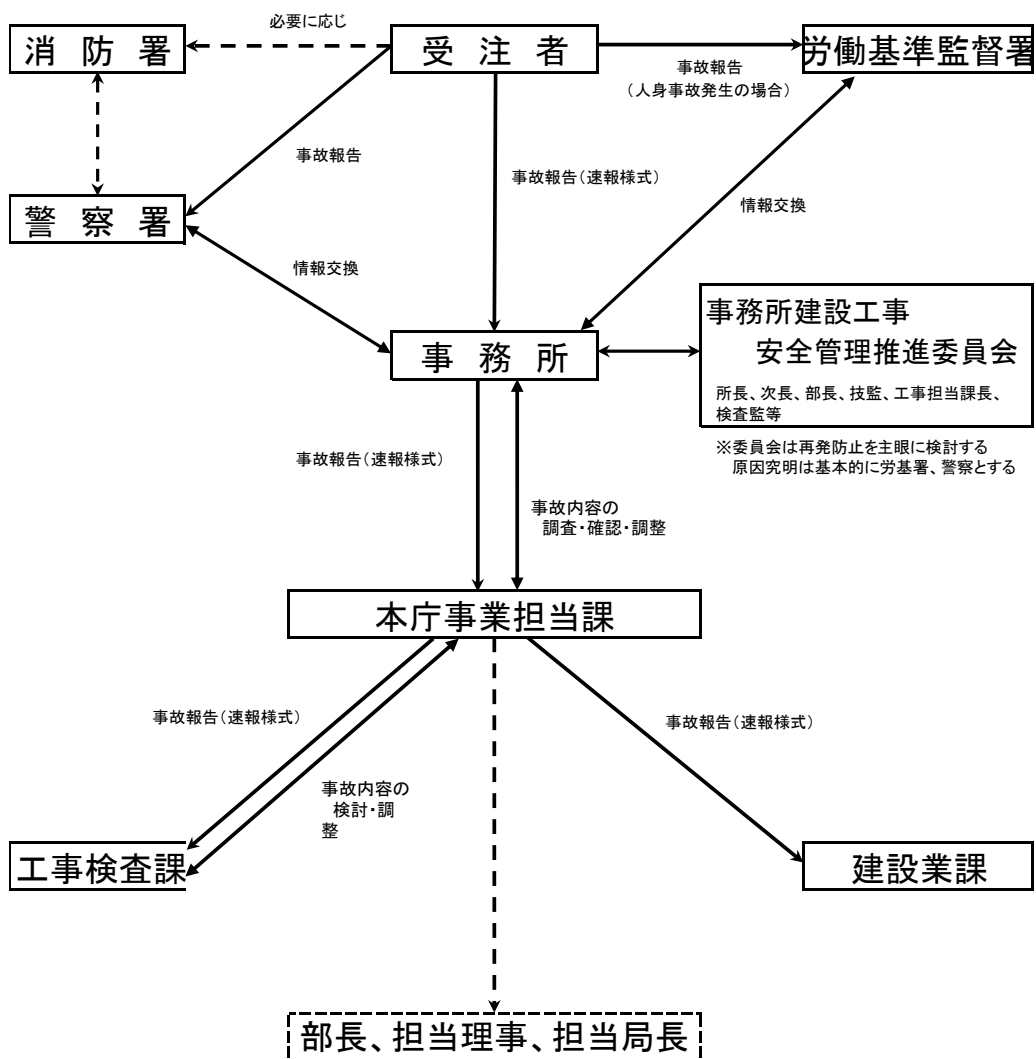 必要に応じ
消防署
受注者
労働基準監督署
事故報告
（人身事故発生の場合）
事故報告
事故報告（速報様式）
警察署
情報交換
情報交換
事務所建設工事
安全管理推進委員会
所長、次長、部長、技監、工事担当課長、
検査監等
事務所
※委員会は再発防止を主眼に検討する
原因究明は基本的に労基署、警察とする
事故報告（速報様式）
事故内容の
調査・確認・調整
本庁事業担当課
事故報告（速報様式）
事故報告（速報様式）
事故内容の
検討・調
整
工事検査課
建設業課
部長、担当理事、担当局長